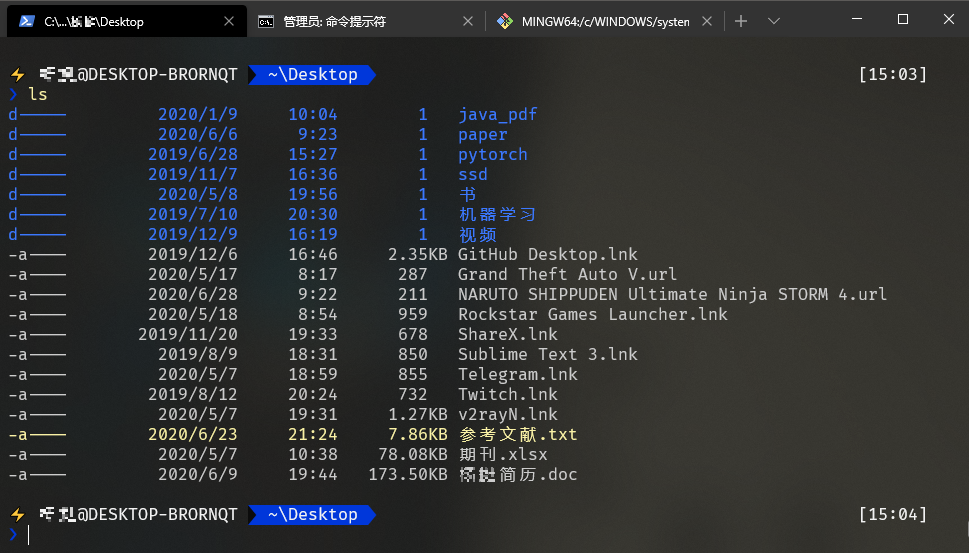 C:\...\Desktop
管理员: 命令提示符
MINGW64:/c/WINDOWS/system
@DESKTOP-BRORNQT ~\Desktop [15:03]
❯ ls
d———— 2020/1/9 10:04 1 java_pdf
d———— 2020/6/6 9:23 1 paper
d———— 2019/6/28 15:27 1 pytorch
d———— 2019/11/7 16:36 1 ssd
d———— 2020/5/8 19:56 1 书
d———— 2019/7/10 20:30 1 机器学习
d———— 2019/12/9 16:19 1 视频
-a——— 2019/12/6 16:46 2.35KB GitHub Desktop.lnk
-a——— 2020/5/17 8:17 287 Grand Theft Auto V.url
-a——— 2020/6/28 9:22 211 NARUTO SHIPPUDEN Ultimate Ninja STORM 4.url
-a——— 2020/5/18 8:54 959 Rockstar Games Launcher.lnk
-a——— 2019/11/20 19:33 678 ShareX.lnk
-a——— 2019/8/9 18:31 850 Sublime Text 3.lnk
-a——— 2020/5/7 18:59 855 Telegram.lnk
-a——— 2019/8/12 20:24 732 Twitch.lnk
-a——— 2020/5/7 19:31 1.27KB v2rayN.lnk
-a——— 2020/6/23 21:24 7.86KB 参考文献.txt
-a——— 2020/5/7 10:38 78.08KB 期刊.xlsx
-a——— 2020/6/9 19:44 173.50KB 简历.doc
@DESKTOP-BRORNQT ~\Desktop [15:04]
❯